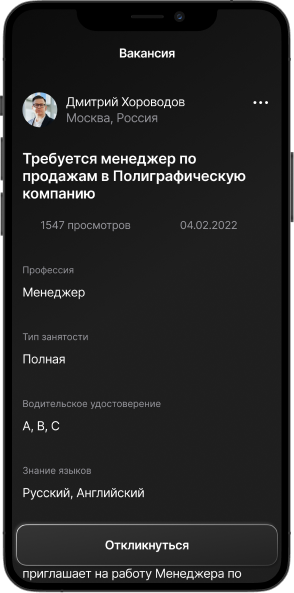 Вакансия
Дмитрий Хороводов
Москва, Россия
Требуется менеджер по
продажам в Полиграфическую
компанию
1547 просмотров 04.02.2022
Профессия
Менеджер
Тип занятости
Полная
Водительское удостоверение
A, B, C
Знание языков
Русский, Английский
Откликнуться
приглашает на работу Менеджера по